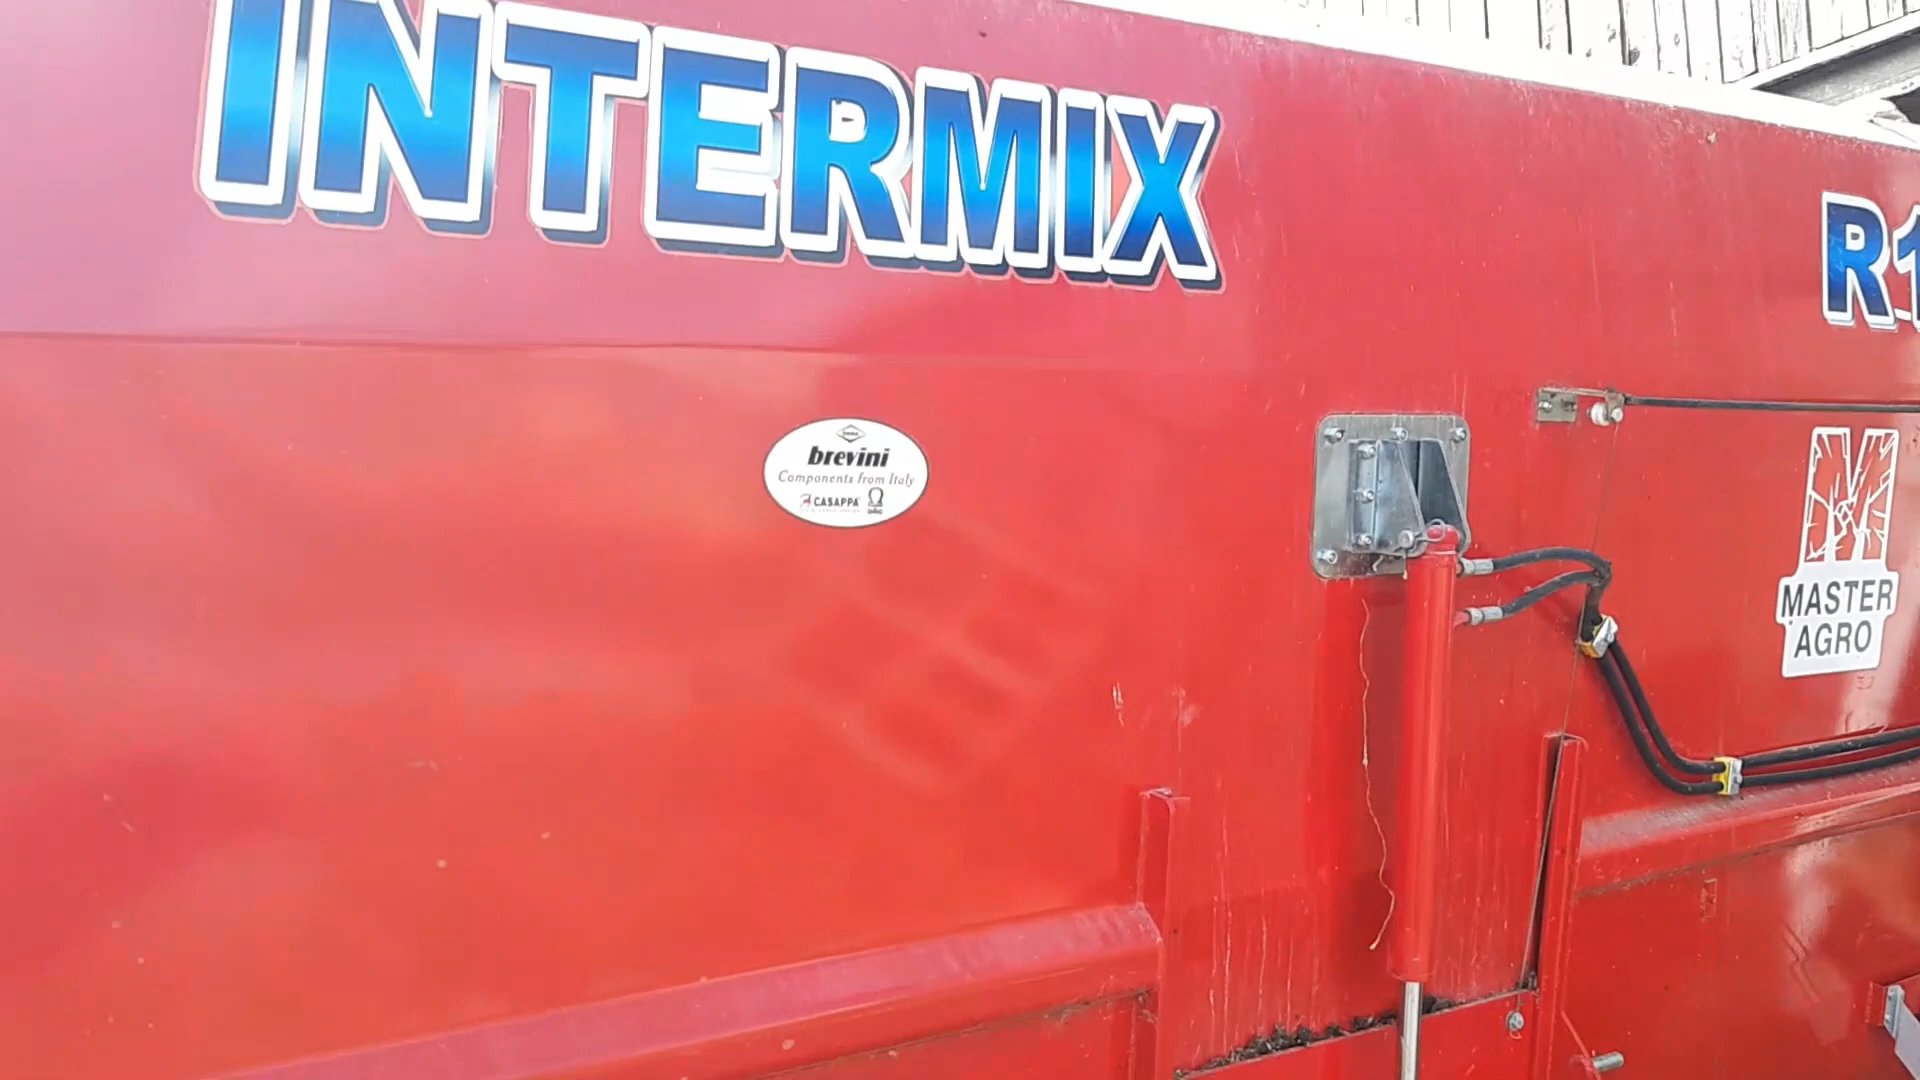 INTERMIX
R1
brevini
Components from Italy
CASAPPA
MASTER
AGRO